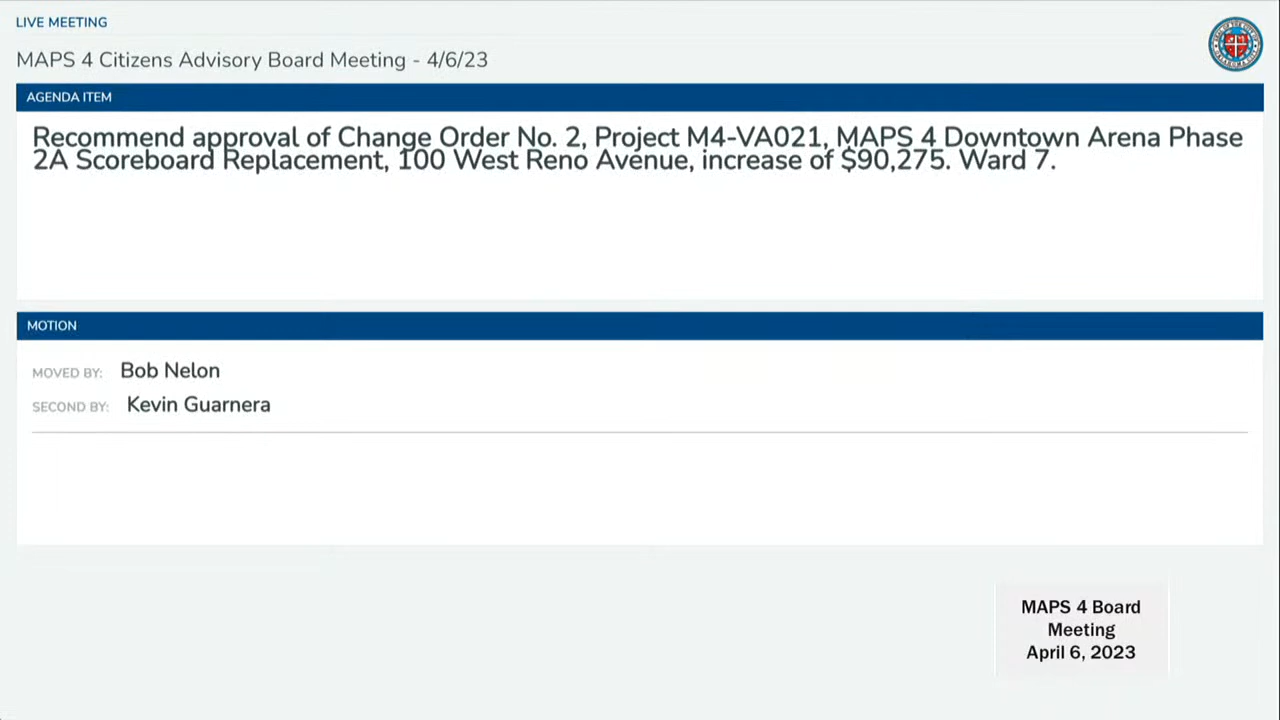 LIVE MEETING
MAPS 4 Citizens Advisory Board Meeting - 4/6/23
AGENDA ITEM
Recommend approval of Change Order No. 2, Project M4-VA021, MAPS 4 Downtown Arena Phase
2A Scoreboard Replacement, 100 West Reno Avenue, increase of $90,275. Ward 7.
MOTION
MOVED BY: Bob Nelon
SECOND BY: Kevin Guarnera
MAPS 4 Board
Meeting
April 6, 2023